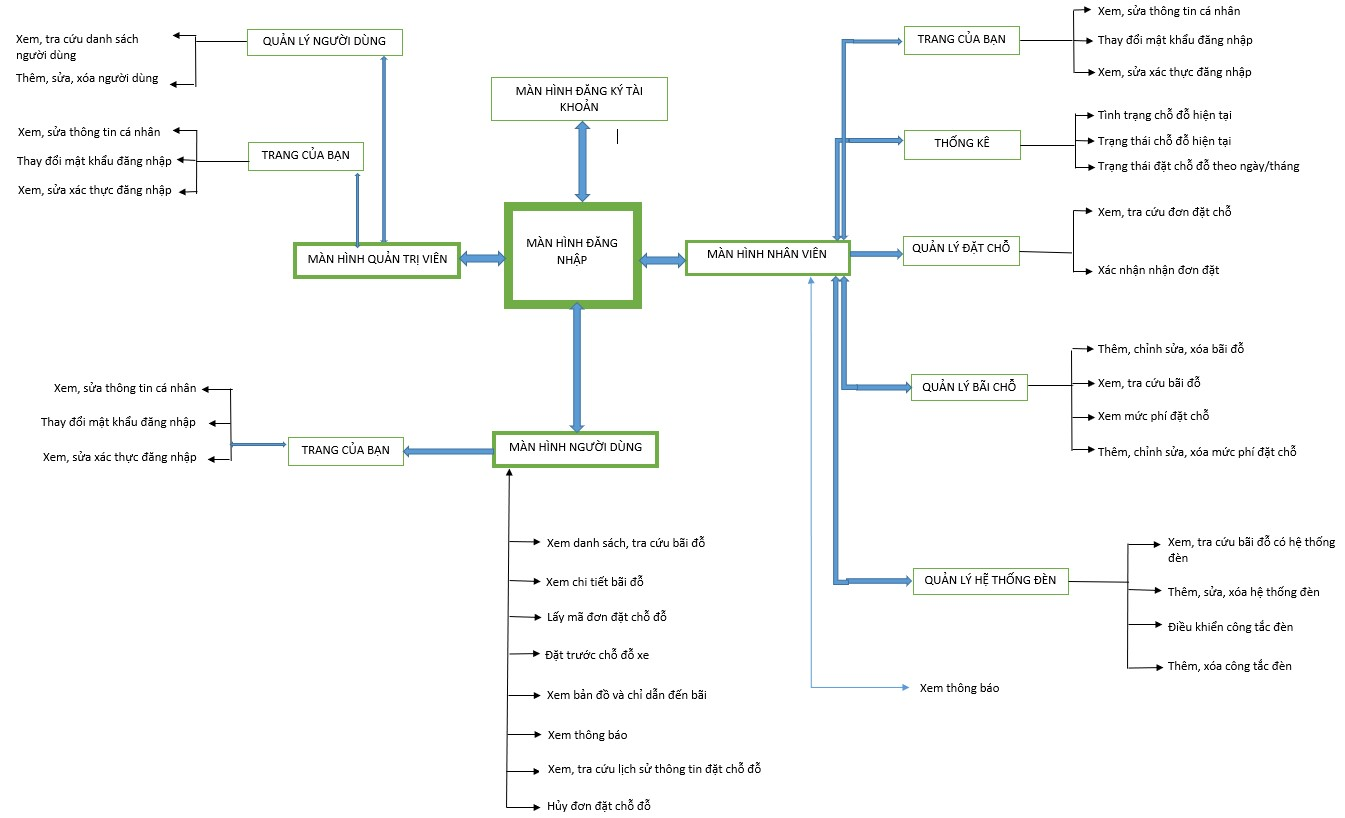 QUẢN LÝ NGƯỜI DÙNG
Xem, tra cứu danh sách
người dùng
Thêm, sửa, xóa người dùng
Xem, sửa thông tin cá nhân
Thay đổi mật khẩu đăng nhập
Xem, sửa xác thực đăng nhập
TRANG CỦA BẠN
MÀN HÌNH QUẢN TRỊ VIÊN
MÀN HÌNH ĐĂNG KÝ TÀI
KHOẢN
MÀN HÌNH ĐĂNG
NHẬP
MÀN HÌNH NHÂN VIÊN
TRANG CỦA BẠN
Xem, sửa thông tin cá nhân
Thay đổi mật khẩu đăng nhập
Xem, sửa xác thực đăng nhập
THỐNG KÊ
Tình trạng chỗ đỗ hiện tại
Trạng thái chỗ đỗ hiện tại
Trạng thái đặt chỗ đỗ theo ngày/tháng
QUẢN LÝ ĐẶT CHỖ
Xem, tra cứu đơn đặt chỗ
Xác nhận nhận đơn đặt
QUẢN LÝ BÃI CHỖ
Thêm, chỉnh sửa, xóa bãi đỗ
Xem, tra cứu bãi đỗ
Xem mức phí đặt chỗ
Thêm, chỉnh sửa, xóa mức phí đặt chỗ
QUẢN LÝ HỆ THỐNG ĐÈN
Xem, tra cứu bãi đỗ có hệ thống
đèn
Thêm, sửa, xóa hệ thống đèn
Điều khiển công tắc đèn
Thêm, xóa công tắc đèn
Xem thông báo
Xem, sửa thông tin cá nhân
Thay đổi mật khẩu đăng nhập
Xem, sửa xác thực đăng nhập
TRANG CỦA BẠN
MÀN HÌNH NGƯỜI DÙNG
Xem danh sách, tra cứu bãi đỗ
Xem chi tiết bãi đỗ
Lấy mã đơn đặt chỗ đỗ
Đặt trước chỗ đỗ xe
Xem bản đồ và chỉ dẫn đến bãi
Xem thông báo
Xem, tra cứu lịch sử thông tin đặt chỗ đỗ
Hủy đơn đặt chỗ đỗ